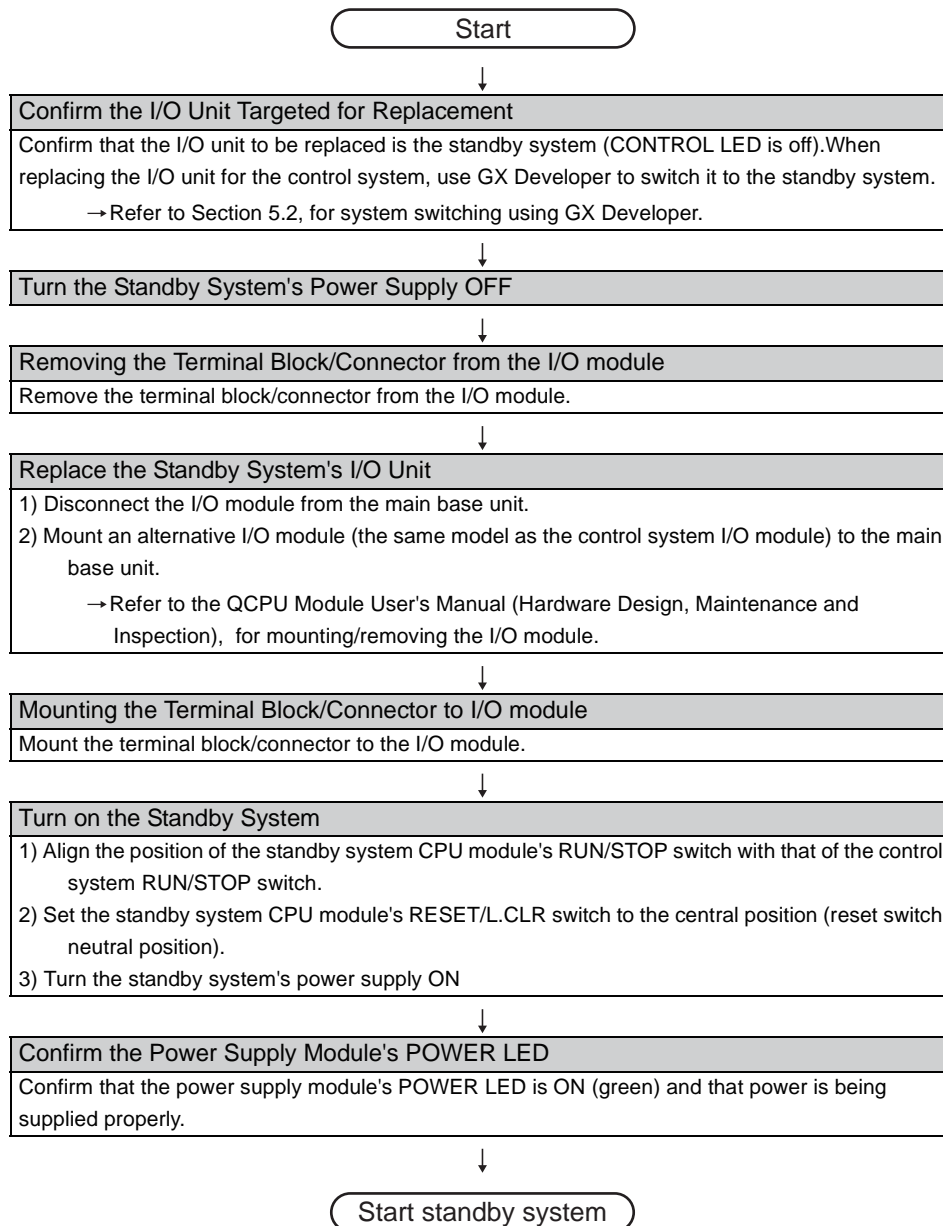 Start
↓
Confirm the I/O Unit Targeted for Replacement
Confirm that the I/O unit to be replaced is the standby system (CONTROL LED is off).When
replacing the I/O unit for the control system, use GX Developer to switch it to the standby system.
→Refer to Section 5.2, for system switching using GX Developer.
↓
Turn the Standby System's Power Supply OFF
↓
Removing the Terminal Block/Connector from the I/O module
Remove the terminal block/connector from the I/O module.
↓
Replace the Standby System's I/O Unit
1) Disconnect the I/O module from the main base unit.
2) Mount an alternative I/O module (the same model as the control system I/O module) to the main
base unit.
→Refer to the QCPU Module User's Manual (Hardware Design, Maintenance and
Inspection), for mounting/removing the I/O module.
↓
Mounting the Terminal Block/Connector to I/O module
Mount the terminal block/connector to the I/O module.
↓
Turn on the Standby System
1) Align the position of the standby system CPU module's RUN/STOP switch with that of the control
system RUN/STOP switch.
2) Set the standby system CPU module's RESET/L.CLR switch to the central position (reset switch
neutral position).
3) Turn the standby system's power supply ON
↓
Confirm the Power Supply Module's POWER LED
Confirm that the power supply module's POWER LED is ON (green) and that power is being
supplied properly.
↓
Start standby system